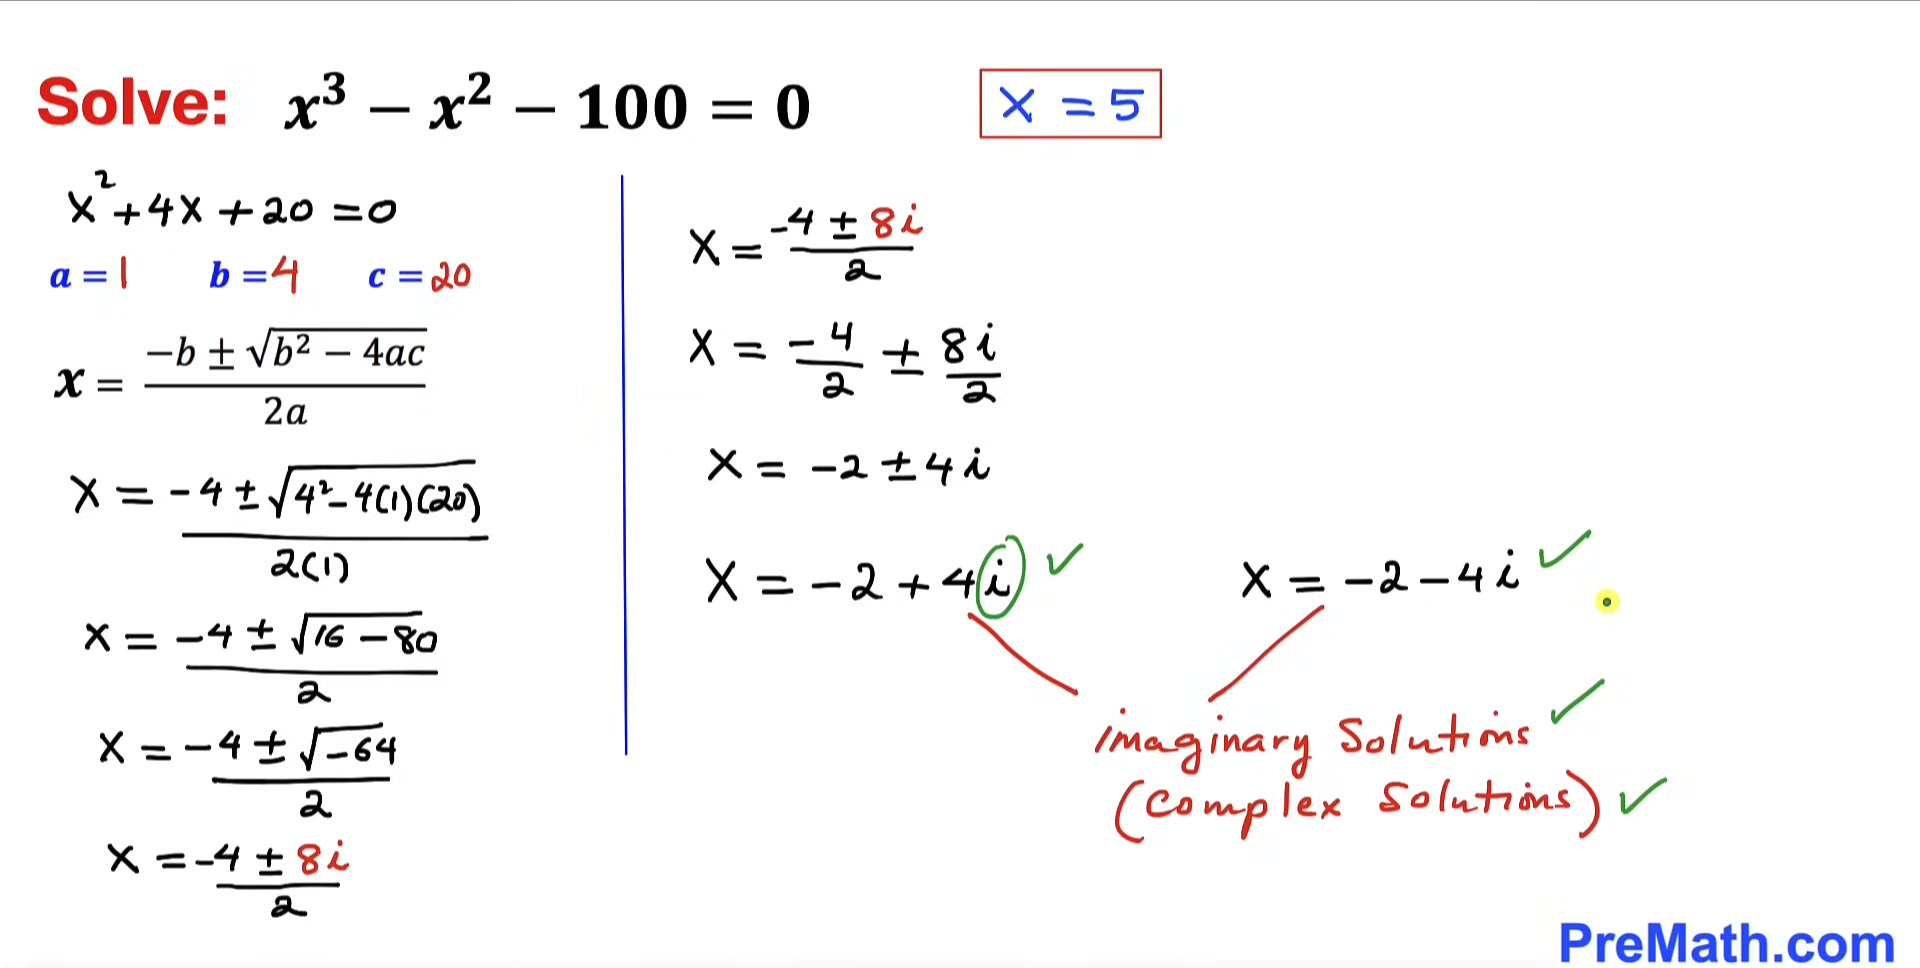 Solve: x³ − x² − 100 = 0
x = 5
x² + 4x + 20 = 0
a = 1 b = 4 c = 20
x = (−b ± √(b² − 4ac)) / 2a
x = (−4 ± √(4² − 4(1)(20))) / 2(1)
x = (−4 ± √(16 − 80)) / 2
x = (−4 ± √−64) / 2
x = (−4 ± 8i) / 2
x = (−4 ± 8i) / 2
x = −4/2 ± 8i/2
x = −2 ± 4i
x = −2 + 4i ✓
x = −2 − 4i ✓
imaginary Solutions ✓
(Complex Solutions) ✓
PreMath.com